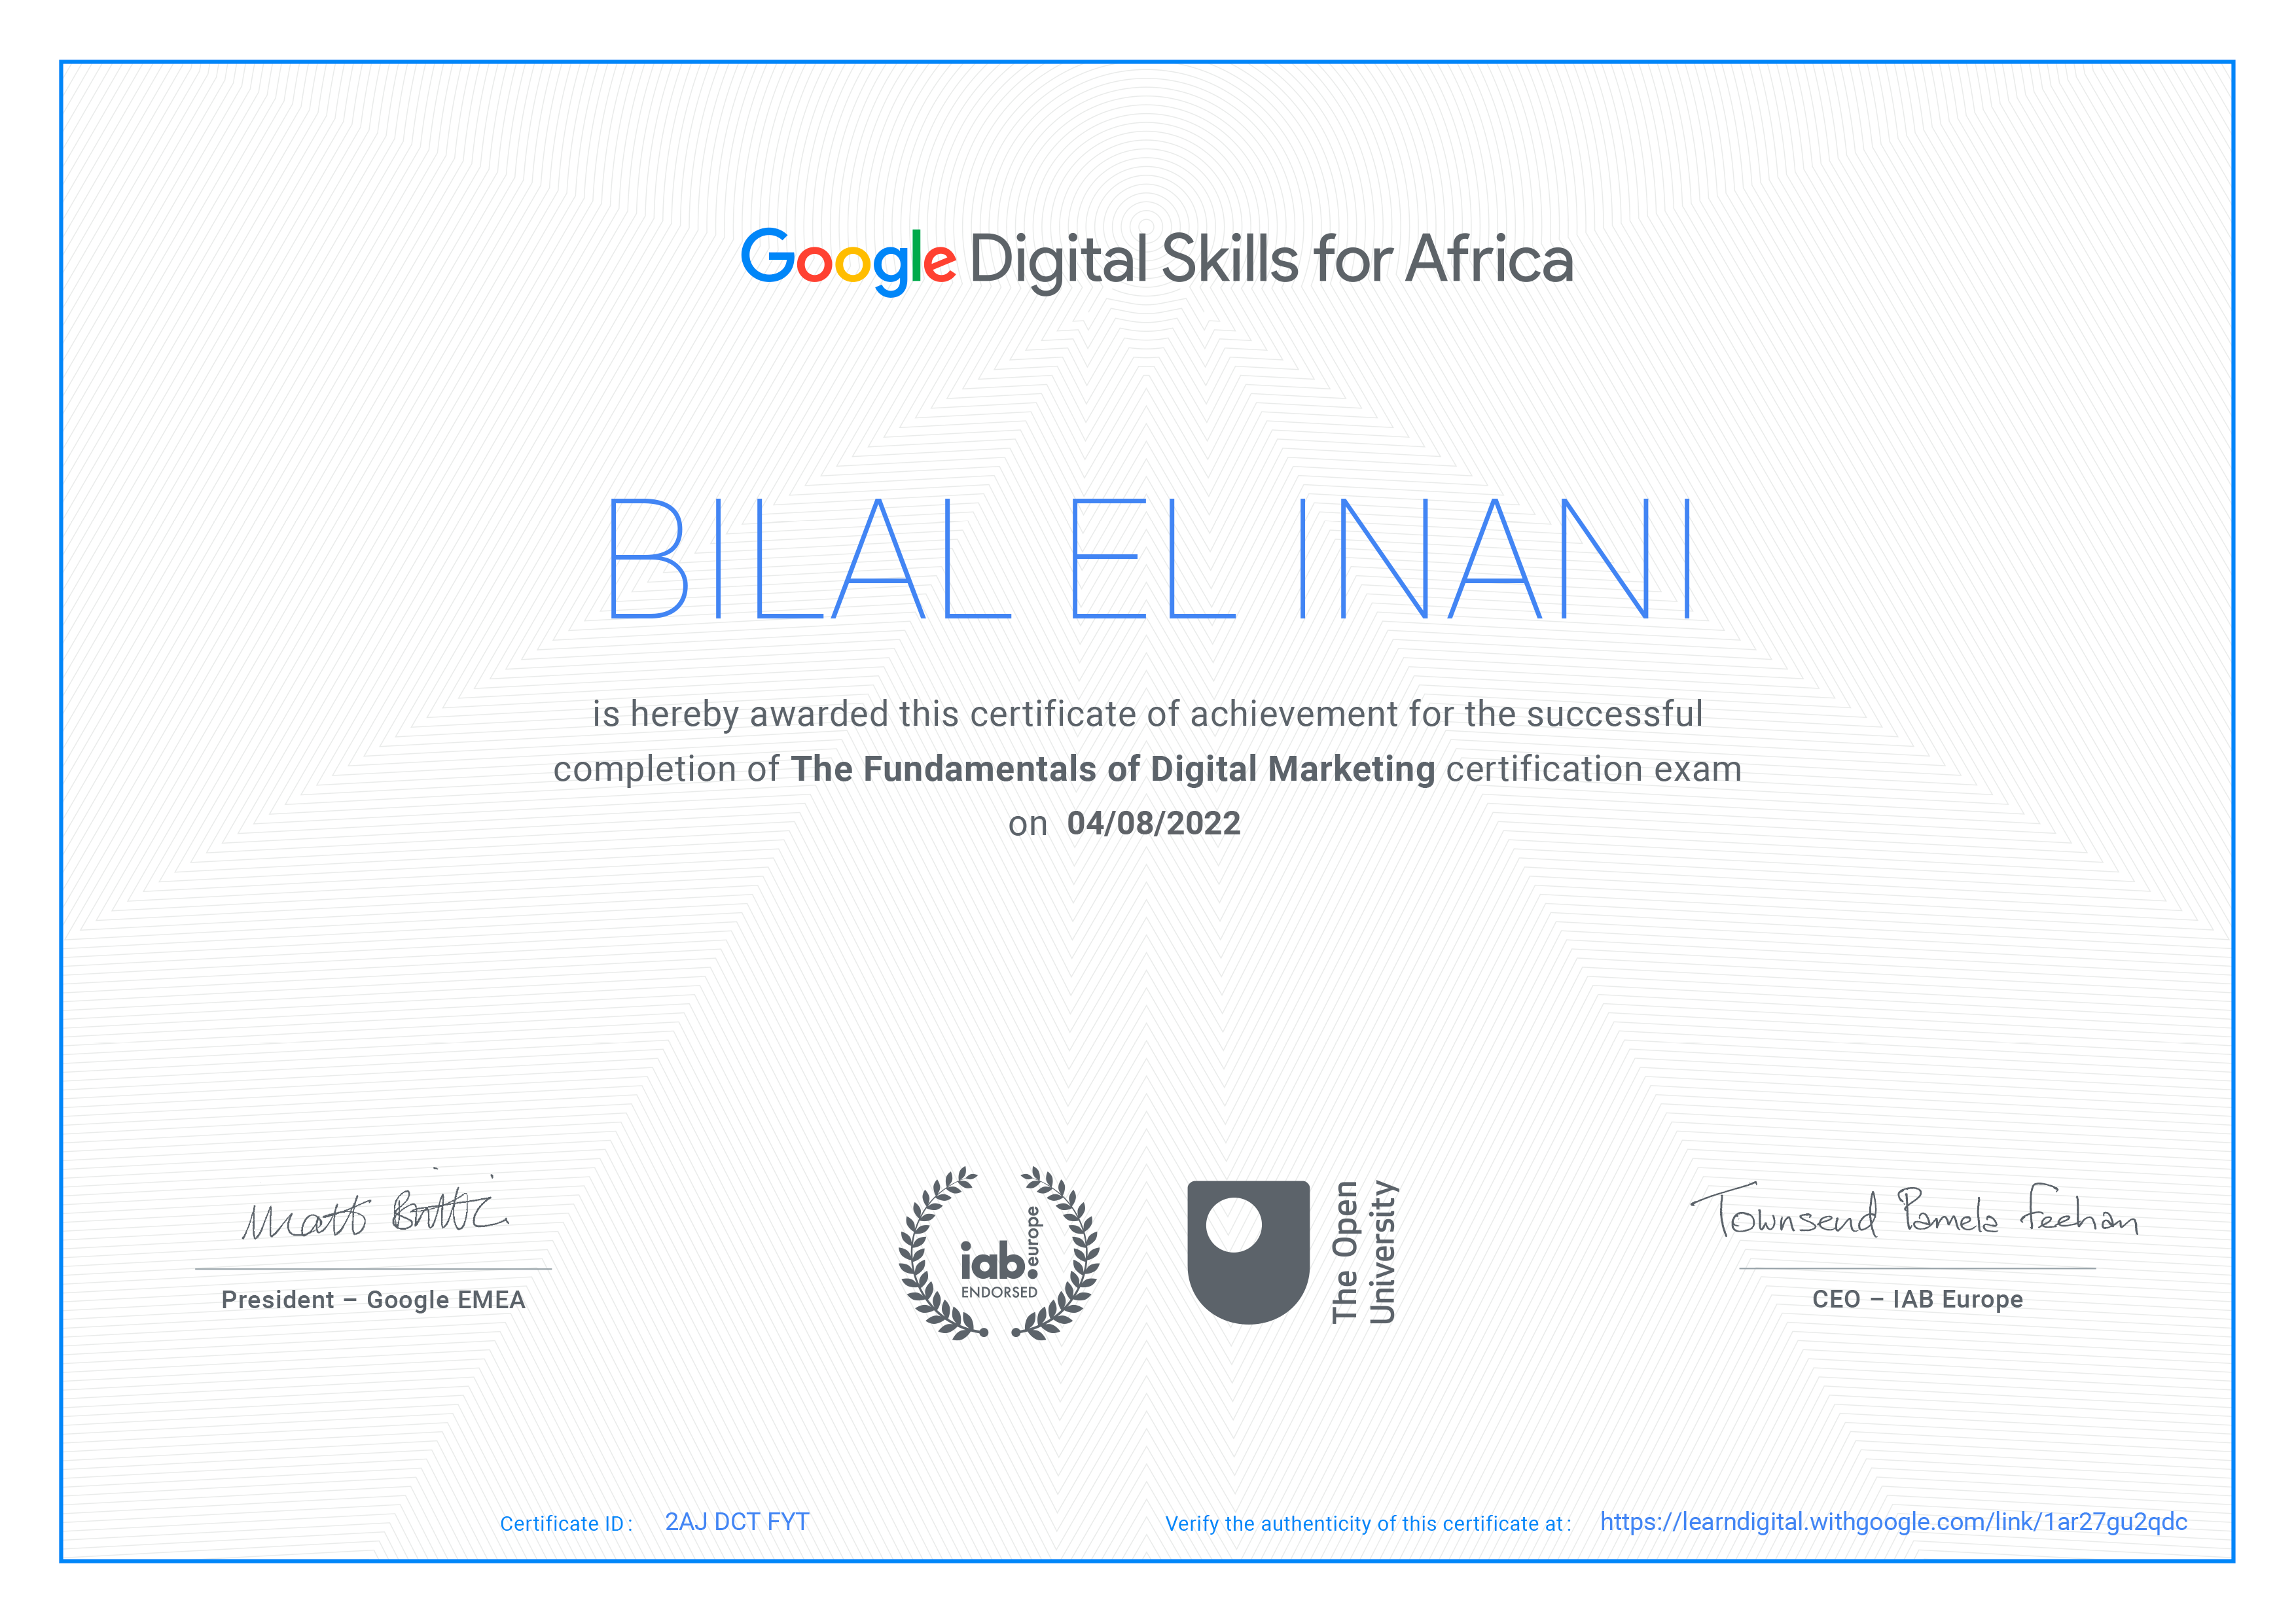 Google Digital Skills for Africa
BILAL EL INANI
is hereby awarded this certificate of achievement for the successful
completion of The Fundamentals of Digital Marketing certification exam
on 04/08/2022
Matt Brittin
President – Google EMEA
iab.europe
ENDORSED
The Open
University
Townsend Pamela Feehan
CEO – IAB Europe
Certificate ID : 2AJ DCT FYT
Verify the authenticity of this certificate at : https://learndigital.withgoogle.com/link/1ar27gu2qdc